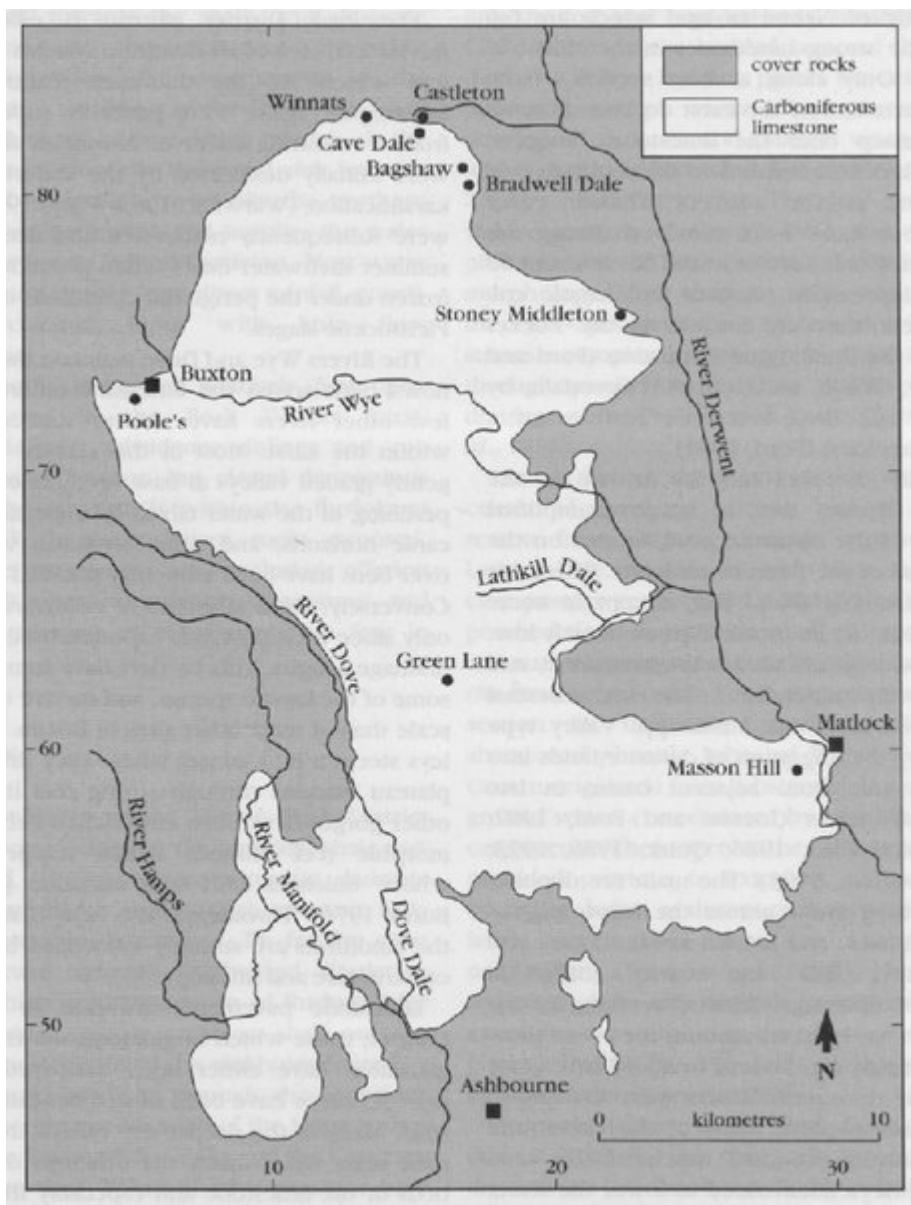 cover rocks
Carboniferous
limestone
Castleton
Winnats
Cave Dale
Bagshaw
Bradwell Dale
80
Stoney Middleton
River Derwent
Buxton
River Wye
Poole's
70
Lathkill Dale
River Dove
Green Lane
Matlock
60
Masson Hill
River Hamps
River Manifold
Dove Dale
50
N
Ashbourne
0
kilometres
10
10
20
30